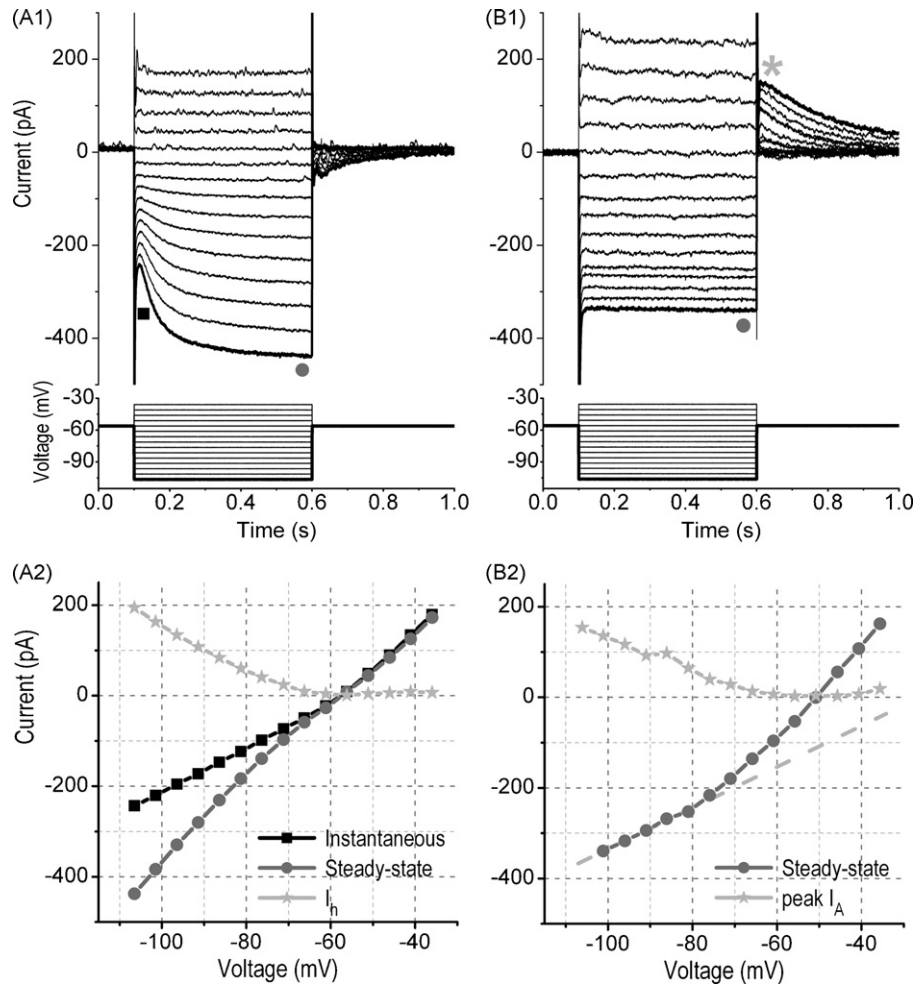 (A1)
(B1)
Current (pA)
200
0
-200
-400
200
0
-200
-400
*
Voltage (mV)
-30
-60
-90
-30
-60
-90
0.0 0.2 0.4 0.6 0.8 1.0
0.0 0.2 0.4 0.6 0.8 1.0
Time (s)
Time (s)
(A2)
(B2)
Current (pA)
200
0
-200
-400
200
0
-200
-400
Instantaneous
Steady-state
I_h
Steady-state
peak I_A
-100 -80 -60 -40
-100 -80 -60 -40
Voltage (mV)
Voltage (mV)